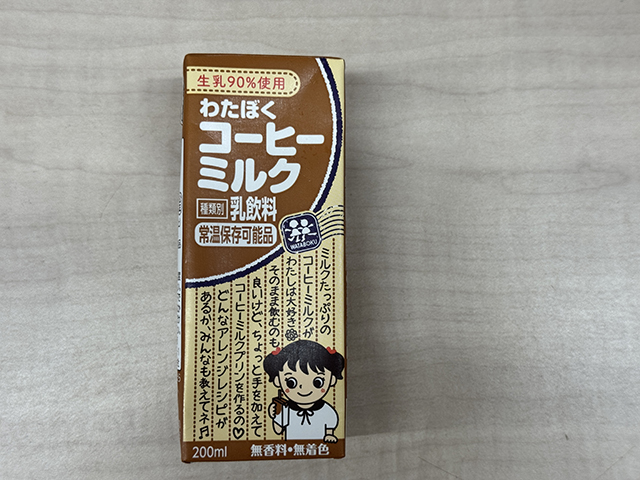 生乳90%使用
わたぼく
コーヒー
ミルク
種類別 乳飲料
常温保存可能品
WATABOKU
ミルクたっぷりの
コーヒーミルクが
わたしは大好き
そのまま飲むのも
良いけど、ちょっと手を加えて
コーヒーミルクプリンを作るの♡
どんなアレンジレシピが
あるか、みんなも教えてネ♬
200ml
無香料・無着色